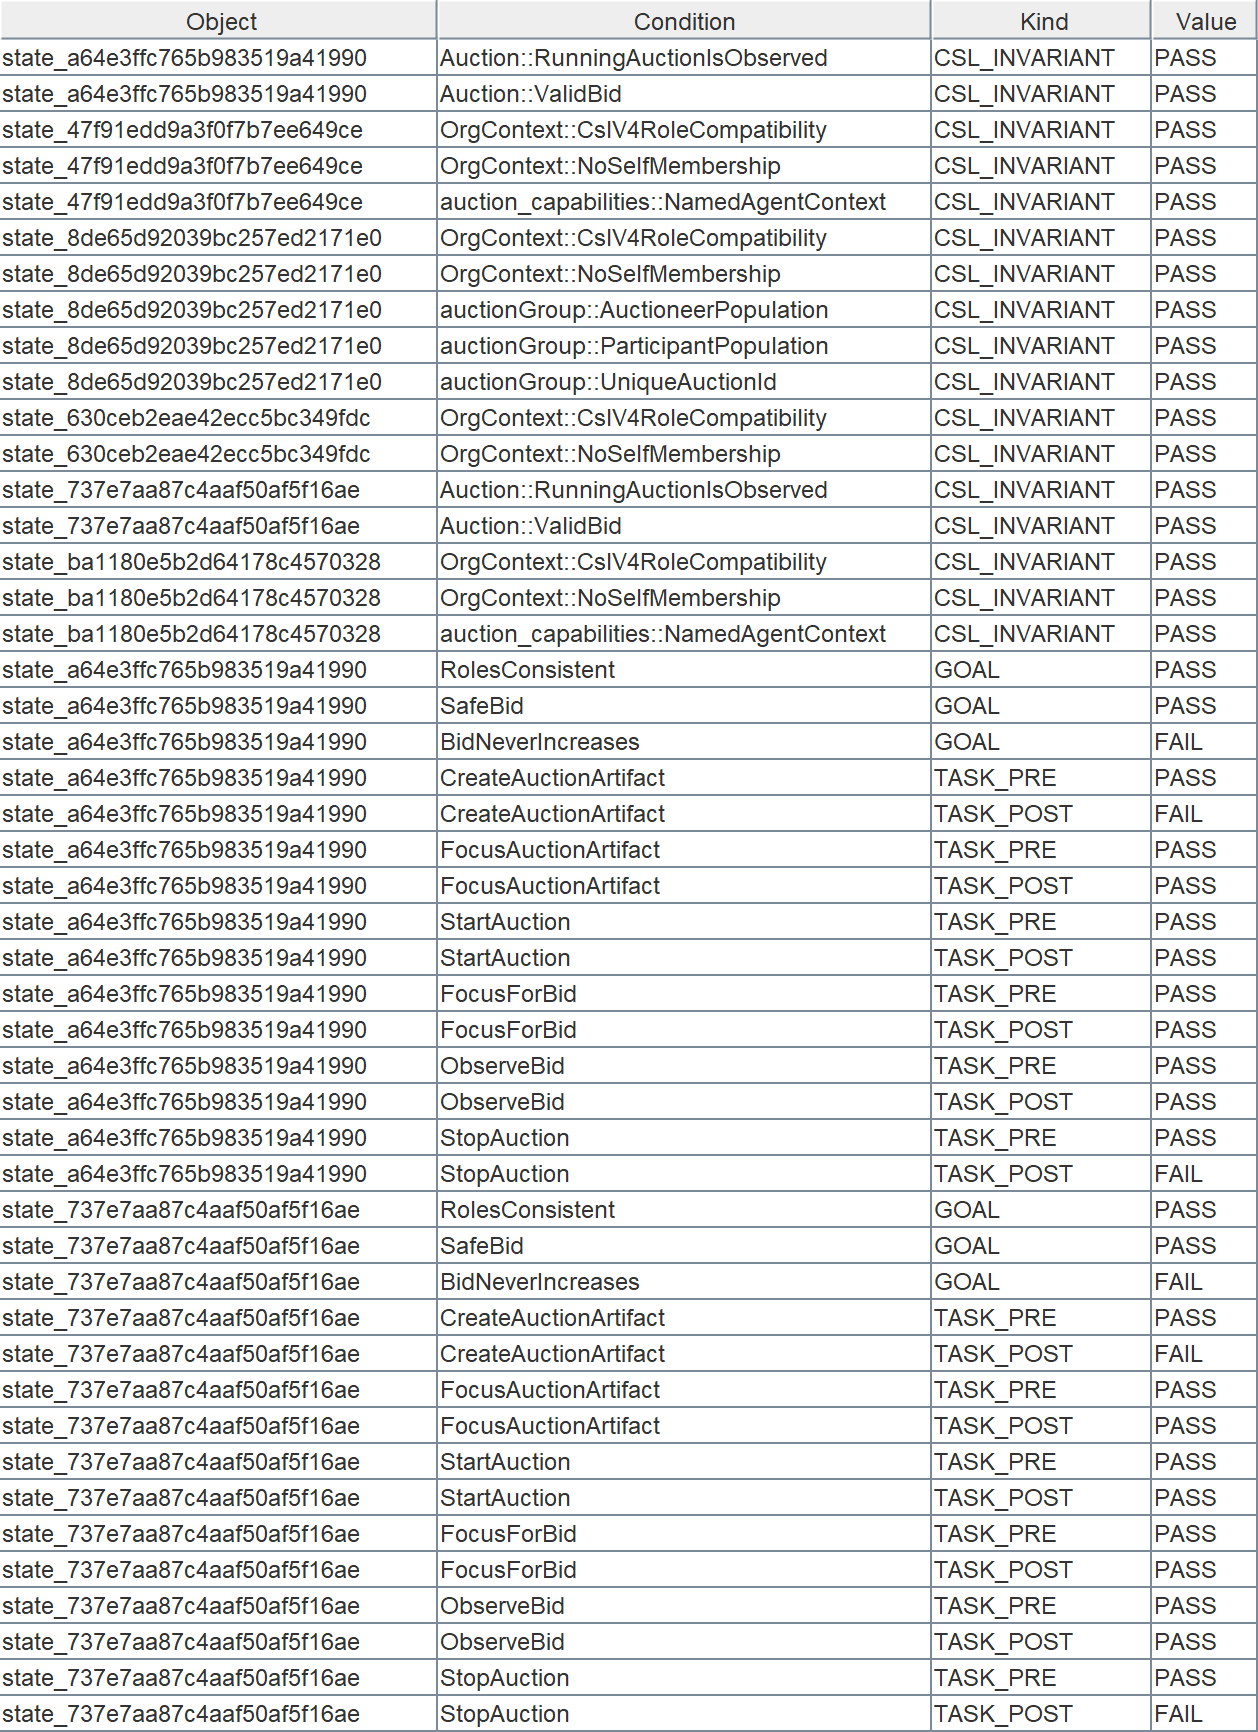 Object Condition Kind Value
state_a64e3ffc765b983519a41990 Auction::RunningAuctionIsObserved CSL_INVARIANT PASS
state_a64e3ffc765b983519a41990 Auction::ValidBid CSL_INVARIANT PASS
state_47f91edd9a3f0f7b7ee649ce OrgContext::CslV4RoleCompatibility CSL_INVARIANT PASS
state_47f91edd9a3f0f7b7ee649ce OrgContext::NoSelfMembership CSL_INVARIANT PASS
state_47f91edd9a3f0f7b7ee649ce auction_capabilities::NamedAgentContext CSL_INVARIANT PASS
state_8de65d92039bc257ed2171e0 OrgContext::CslV4RoleCompatibility CSL_INVARIANT PASS
state_8de65d92039bc257ed2171e0 OrgContext::NoSelfMembership CSL_INVARIANT PASS
state_8de65d92039bc257ed2171e0 auctionGroup::AuctioneerPopulation CSL_INVARIANT PASS
state_8de65d92039bc257ed2171e0 auctionGroup::ParticipantPopulation CSL_INVARIANT PASS
state_8de65d92039bc257ed2171e0 auctionGroup::UniqueAuctionId CSL_INVARIANT PASS
state_630ceb2eae42ecc5bc349fdc OrgContext::CslV4RoleCompatibility CSL_INVARIANT PASS
state_630ceb2eae42ecc5bc349fdc OrgContext::NoSelfMembership CSL_INVARIANT PASS
state_737e7aa87c4aaf50af5f16ae Auction::RunningAuctionIsObserved CSL_INVARIANT PASS
state_737e7aa87c4aaf50af5f16ae Auction::ValidBid CSL_INVARIANT PASS
state_ba1180e5b2d64178c4570328 OrgContext::CslV4RoleCompatibility CSL_INVARIANT PASS
state_ba1180e5b2d64178c4570328 OrgContext::NoSelfMembership CSL_INVARIANT PASS
state_ba1180e5b2d64178c4570328 auction_capabilities::NamedAgentContext CSL_INVARIANT PASS
state_a64e3ffc765b983519a41990 RolesConsistent GOAL PASS
state_a64e3ffc765b983519a41990 SafeBid GOAL PASS
state_a64e3ffc765b983519a41990 BidNeverIncreases GOAL FAIL
state_a64e3ffc765b983519a41990 CreateAuctionArtifact TASK_PRE PASS
state_a64e3ffc765b983519a41990 CreateAuctionArtifact TASK_POST FAIL
state_a64e3ffc765b983519a41990 FocusAuctionArtifact TASK_PRE PASS
state_a64e3ffc765b983519a41990 FocusAuctionArtifact TASK_POST PASS
state_a64e3ffc765b983519a41990 StartAuction TASK_PRE PASS
state_a64e3ffc765b983519a41990 StartAuction TASK_POST PASS
state_a64e3ffc765b983519a41990 FocusForBid TASK_PRE PASS
state_a64e3ffc765b983519a41990 FocusForBid TASK_POST PASS
state_a64e3ffc765b983519a41990 ObserveBid TASK_PRE PASS
state_a64e3ffc765b983519a41990 ObserveBid TASK_POST PASS
state_a64e3ffc765b983519a41990 StopAuction TASK_PRE PASS
state_a64e3ffc765b983519a41990 StopAuction TASK_POST FAIL
state_737e7aa87c4aaf50af5f16ae RolesConsistent GOAL PASS
state_737e7aa87c4aaf50af5f16ae SafeBid GOAL PASS
state_737e7aa87c4aaf50af5f16ae BidNeverIncreases GOAL FAIL
state_737e7aa87c4aaf50af5f16ae CreateAuctionArtifact TASK_PRE PASS
state_737e7aa87c4aaf50af5f16ae CreateAuctionArtifact TASK_POST FAIL
state_737e7aa87c4aaf50af5f16ae FocusAuctionArtifact TASK_PRE PASS
state_737e7aa87c4aaf50af5f16ae FocusAuctionArtifact TASK_POST PASS
state_737e7aa87c4aaf50af5f16ae StartAuction TASK_PRE PASS
state_737e7aa87c4aaf50af5f16ae StartAuction TASK_POST PASS
state_737e7aa87c4aaf50af5f16ae FocusForBid TASK_PRE PASS
state_737e7aa87c4aaf50af5f16ae FocusForBid TASK_POST PASS
state_737e7aa87c4aaf50af5f16ae ObserveBid TASK_PRE PASS
state_737e7aa87c4aaf50af5f16ae ObserveBid TASK_POST PASS
state_737e7aa87c4aaf50af5f16ae StopAuction TASK_PRE PASS
state_737e7aa87c4aaf50af5f16ae StopAuction TASK_POST FAIL